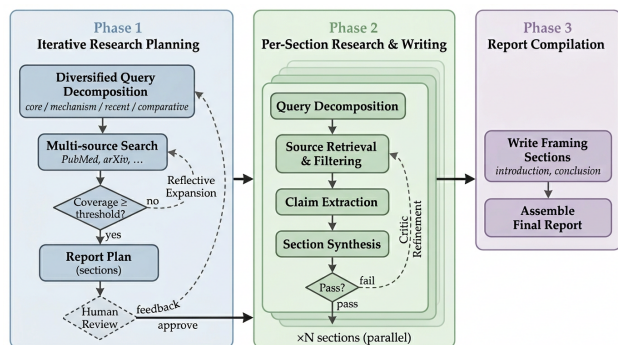 Phase 1
Iterative Research Planning
Diversified Query
Decomposition
core / mechanism / recent / comparative
Multi-source Search
PubMed, arXiv, ...
Reflective
Expansion
Coverage ≥
threshold?
no
yes
Report Plan
(sections)
Human
Review
feedback
approve
Phase 2
Per-Section Research & Writing
Query Decomposition
Source Retrieval
& Filtering
Claim Extraction
Section Synthesis
Critic
Refinement
Pass?
fail
pass
×N sections (parallel)
Phase 3
Report Compilation
Write Framing
Sections
introduction, conclusion
Assemble
Final Report